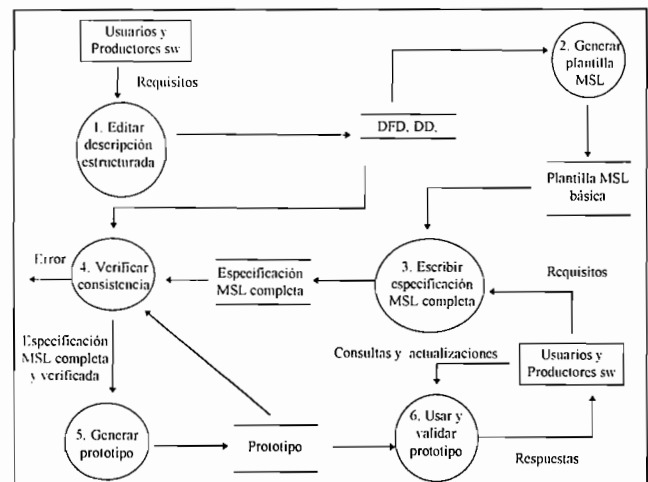 Usuarios y
Productores sw
Requisitos
1. Editar
descripción
estructurada
DFD, DD,
2. Generar
plantilla
MSL
Plantilla MSL
básica
Error
4. Verificar
consistencia
Especificación
MSL completa
3. Escribir
especificación
MSL completa
Requisitos
Especificación
MSL completa
y verificada
Consultas y actualizaciones
Usuarios y
Productores sw
5. Generar
prototipo
Prototipo
6. Usar y
validar
prototipo
Respuestas